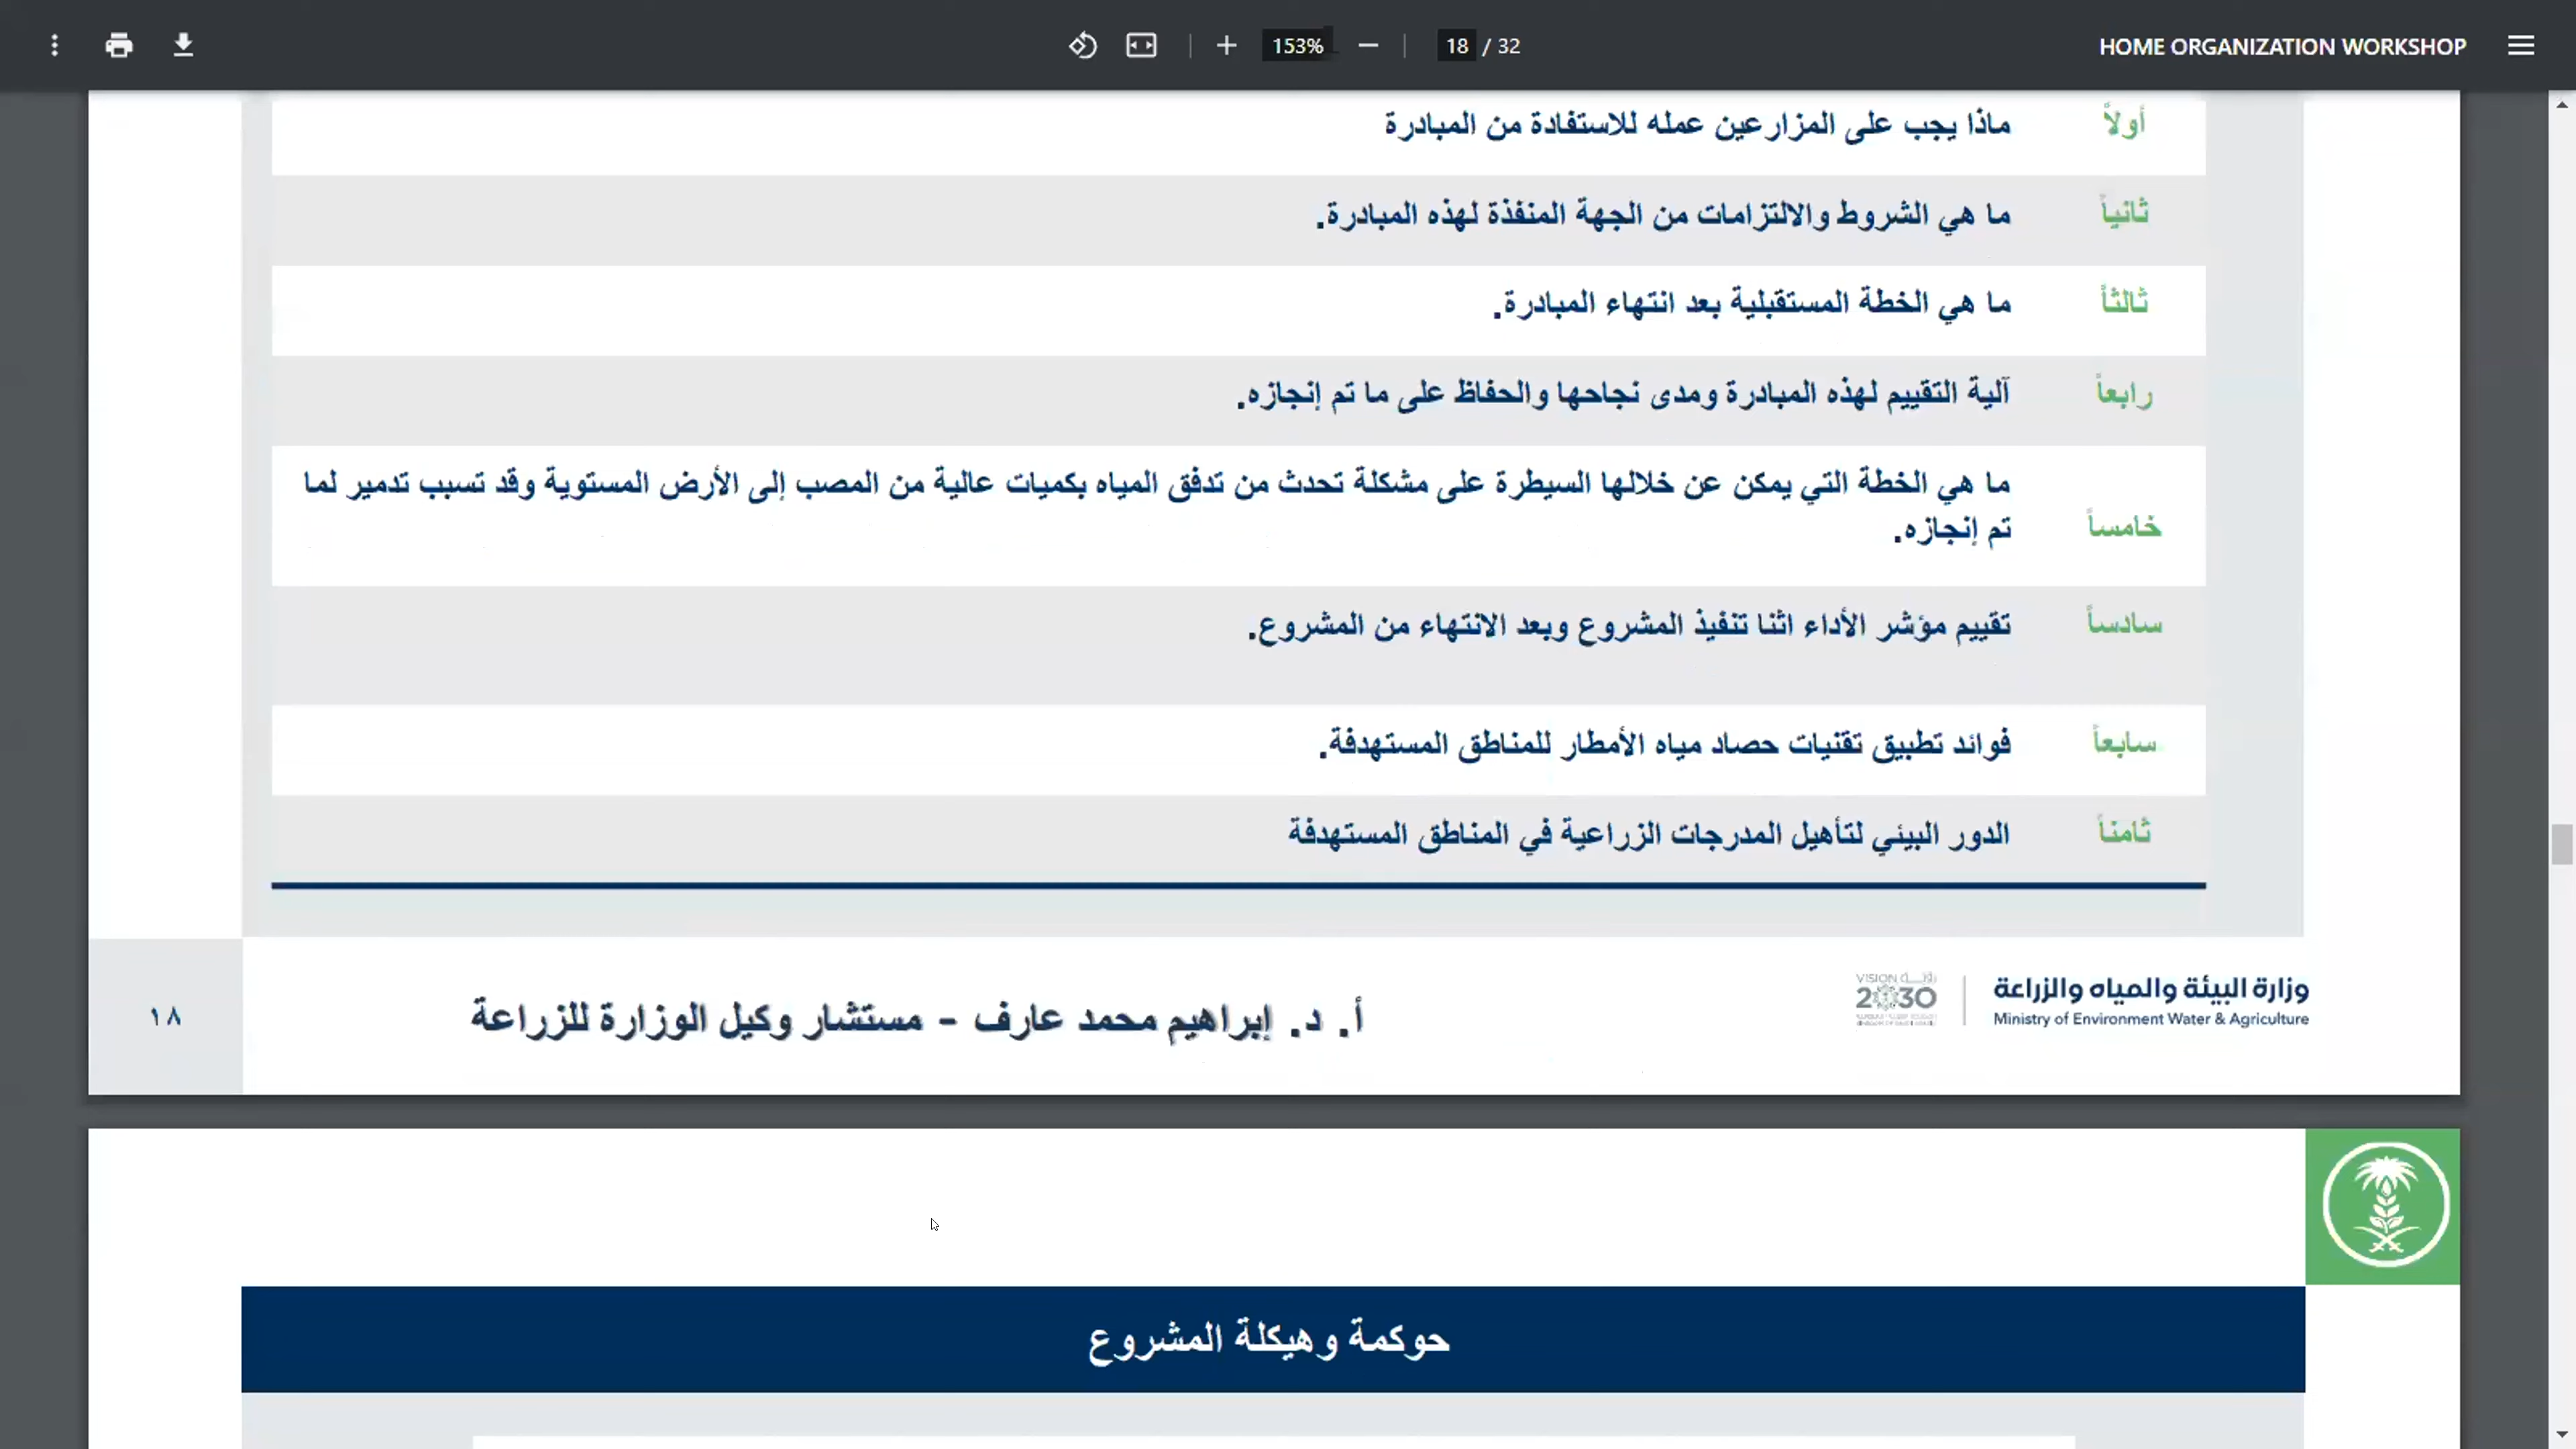 153%
18 / 32
HOME ORGANIZATION WORKSHOP
أولاً ماذا يجب على المزارعين عمله للاستفادة من المبادرة
ثانياً ما هي الشروط والالتزامات من الجهة المنفذة لهذه المبادرة.
ثالثاً ما هي الخطة المستقبلية بعد انتهاء المبادرة.
رابعاً آلية التقييم لهذه المبادرة ومدى نجاحها والحفاظ على ما تم إنجازه.
خامساً ما هي الخطة التي يمكن عن خلالها السيطرة على مشكلة تحدث من تدفق المياه بكميات عالية من المصب إلى الأرض المستوية وقد تسبب تدمير لما
تم إنجازه.
سادساً تقييم مؤشر الأداء اثنا تنفيذ المشروع وبعد الانتهاء من المشروع.
سابعاً فوائد تطبيق تقنيات حصاد مياه الأمطار للمناطق المستهدفة.
ثامناً الدور البيئي لتأهيل المدرجات الزراعية في المناطق المستهدفة
وزارة البيئة والمياه والزراعة
Ministry of Environment Water & Agriculture
VISION رؤيـــة
2030
أ. د. إبراهيم محمد عارف - مستشار وكيل الوزارة للزراعة
١٨
حوكمة وهيكلة المشروع